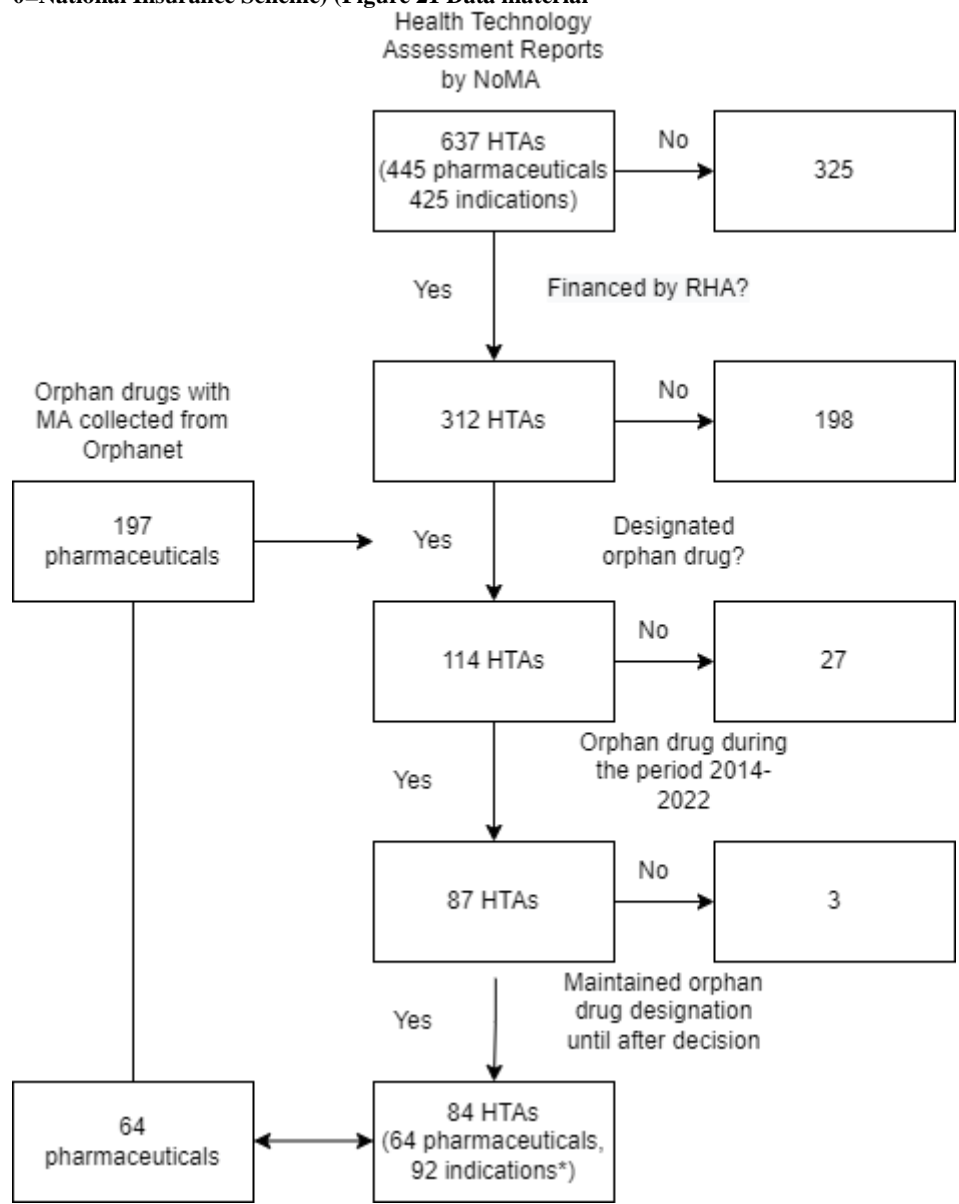 0=National Insurance Scheme) (Figure 21 Data material
Health Technology
Assessment Reports
by NoMA
637 HTAs
(445 pharmaceuticals
425 indications)
No
325
Yes
Financed by RHA?
Orphan drugs with
MA collected from
Orphanet
312 HTAs
No
198
197
pharmaceuticals
Yes
Designated
orphan drug?
114 HTAs
No
27
Yes
Orphan drug during
the period 2014-
2022
87 HTAs
No
3
Yes
Maintained orphan
drug designation
until after decision
64
pharmaceuticals
84 HTAs
(64 pharmaceuticals,
92 indications*)